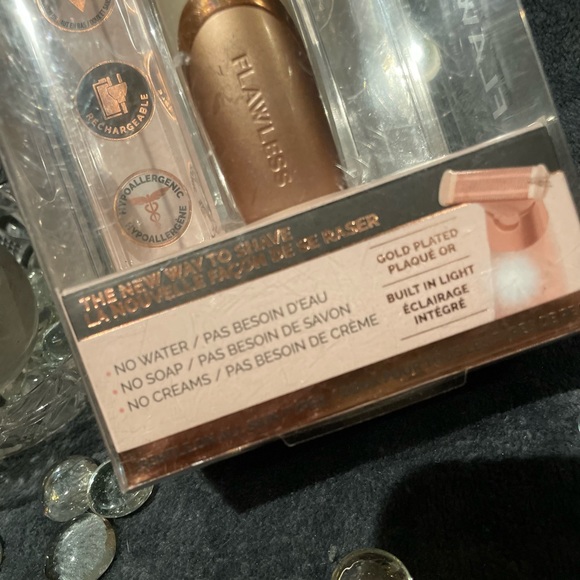 RECHARGEABLE
HYPOALLERGENIC
HYPOALLERGÈNE
FLAWLESS
THE NEW WAY TO SHAVE
LA NOUVELLE FAÇON DE SE RASER
• NO WATER / PAS BESOIN D'EAU
• NO SOAP / PAS BESOIN DE SAVON
• NO CREAMS / PAS BESOIN DE CRÈME
GOLD PLATED
PLAQUÉ OR
BUILT IN LIGHT
ÉCLAIRAGE
INTÉGRÉ